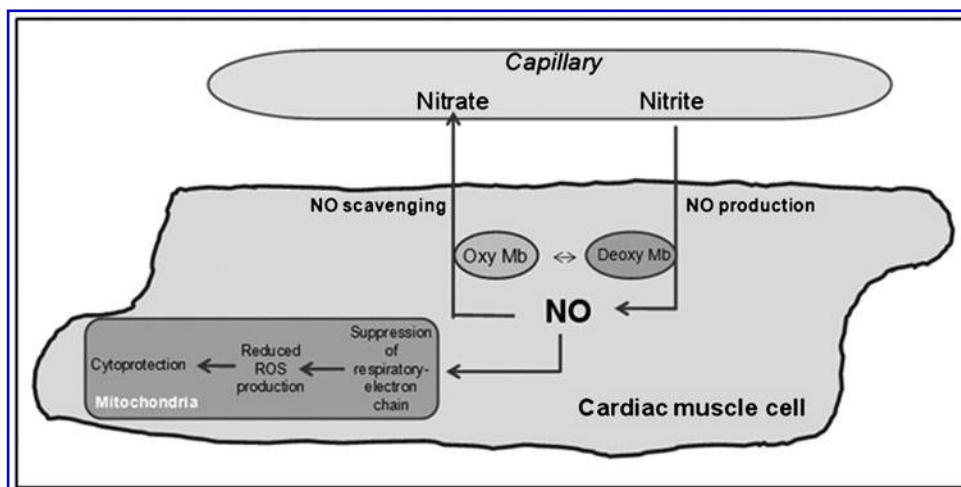 Capillary
Nitrate
Nitrite
NO scavenging
NO production
Oxy Mb
Deoxy Mb
NO
Suppression
of
respiratory-
electron
chain
Reduced
ROS
production
Cytoprotection
Mitochondria
Cardiac muscle cell